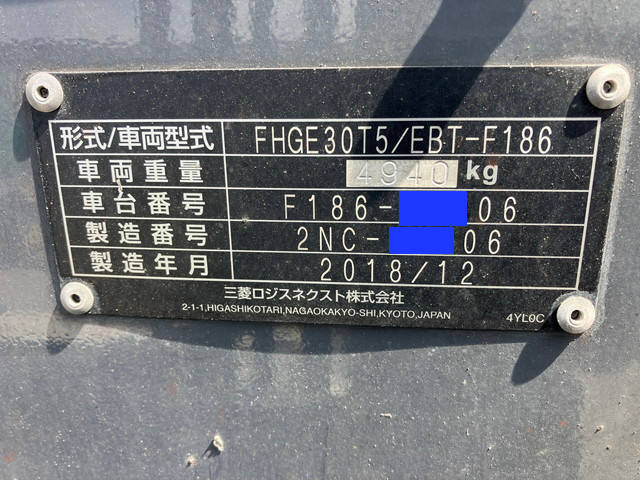 形式/車両型式 FHGE30T5/EBT-F186
車両重量 4940 kg
車台番号 F186- 06
製造番号 2NC- 06
製造年月 2018/12
三菱ロジスネクスト株式会社
2-1-1,HIGASHIKOTARI,NAGAOKAKYO-SHI,KYOTO,JAPAN
4YL0C